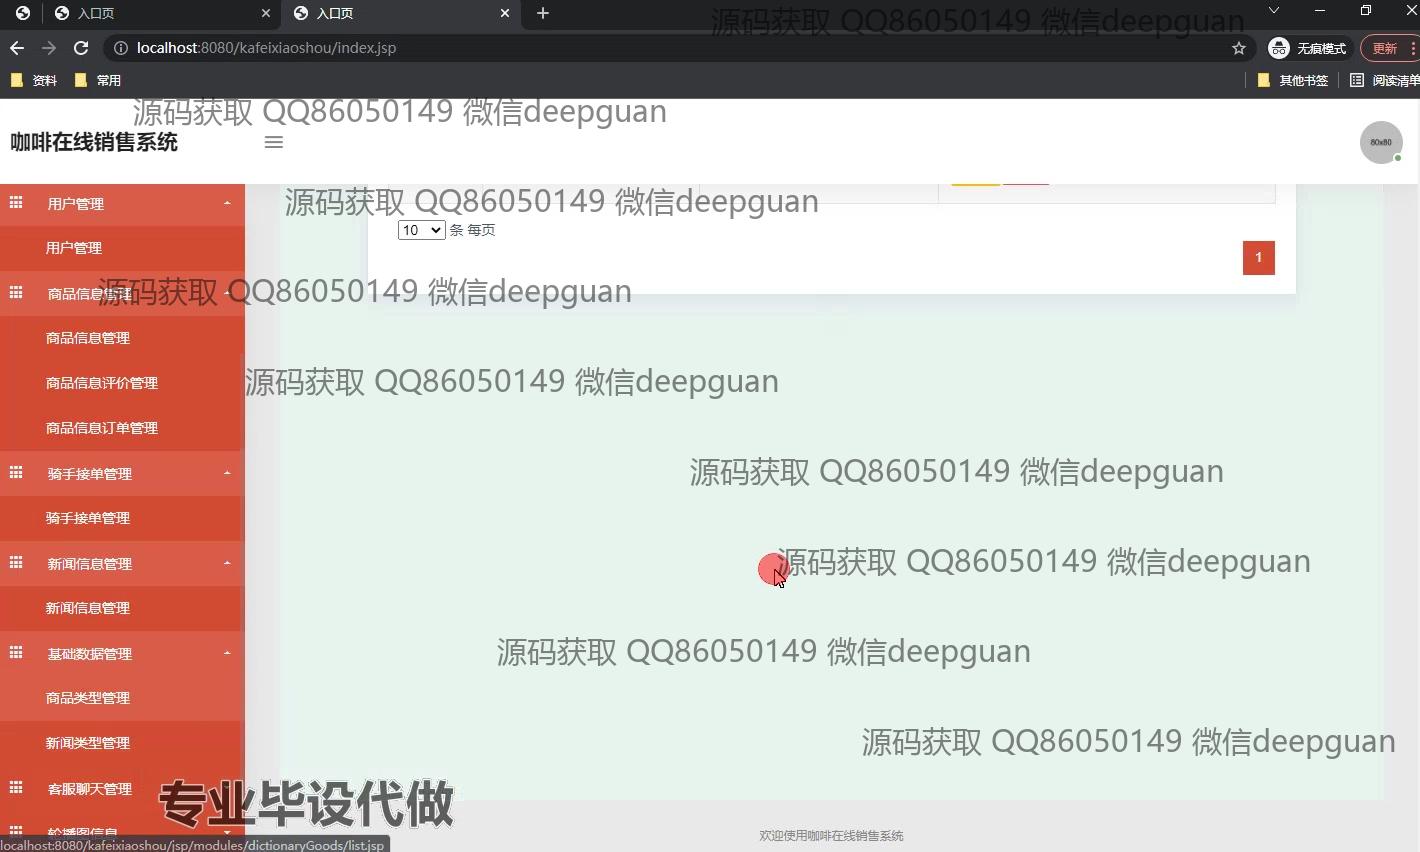 入口页
入口页
源码获取 QQ86050149 微信deepguan
localhost:8080/kafeixiaoshou/index.jsp
无痕模式
更新
资料
常用
其他书签
阅读清单
源码获取 QQ86050149 微信deepguan
咖啡在线销售系统
80x80
用户管理
源码获取 QQ86050149 微信deepguan
10 条 每页
用户管理
1
商品信息管理
源码获取 QQ86050149 微信deepguan
商品信息管理
商品信息评价管理
源码获取 QQ86050149 微信deepguan
商品信息订单管理
骑手接单管理
源码获取 QQ86050149 微信deepguan
骑手接单管理
新闻信息管理
源码获取 QQ86050149 微信deepguan
新闻信息管理
基础数据管理
源码获取 QQ86050149 微信deepguan
商品类型管理
新闻类型管理
源码获取 QQ86050149 微信deepguan
客服聊天管理
专业毕设代做
轮播图信息
欢迎使用咖啡在线销售系统
localhost:8080/kafeixiaoshou/jsp/modules/dictionaryGoods/list.jsp